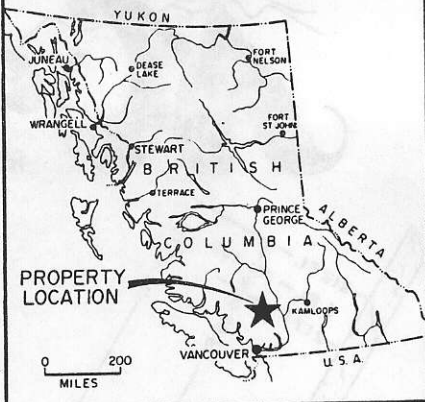 YUKON
JUNEAU
DEASE
LAKE
FORT
NELSON
WRANGELL
FORT
ST JOHN
STEWART
BRITISH
TERRACE
PRINCE
GEORGE
ALBERTA
COLUMBIA
PROPERTY
LOCATION
KAMLOOPS
VANCOUVER
U.S.A.
0 200
MILES